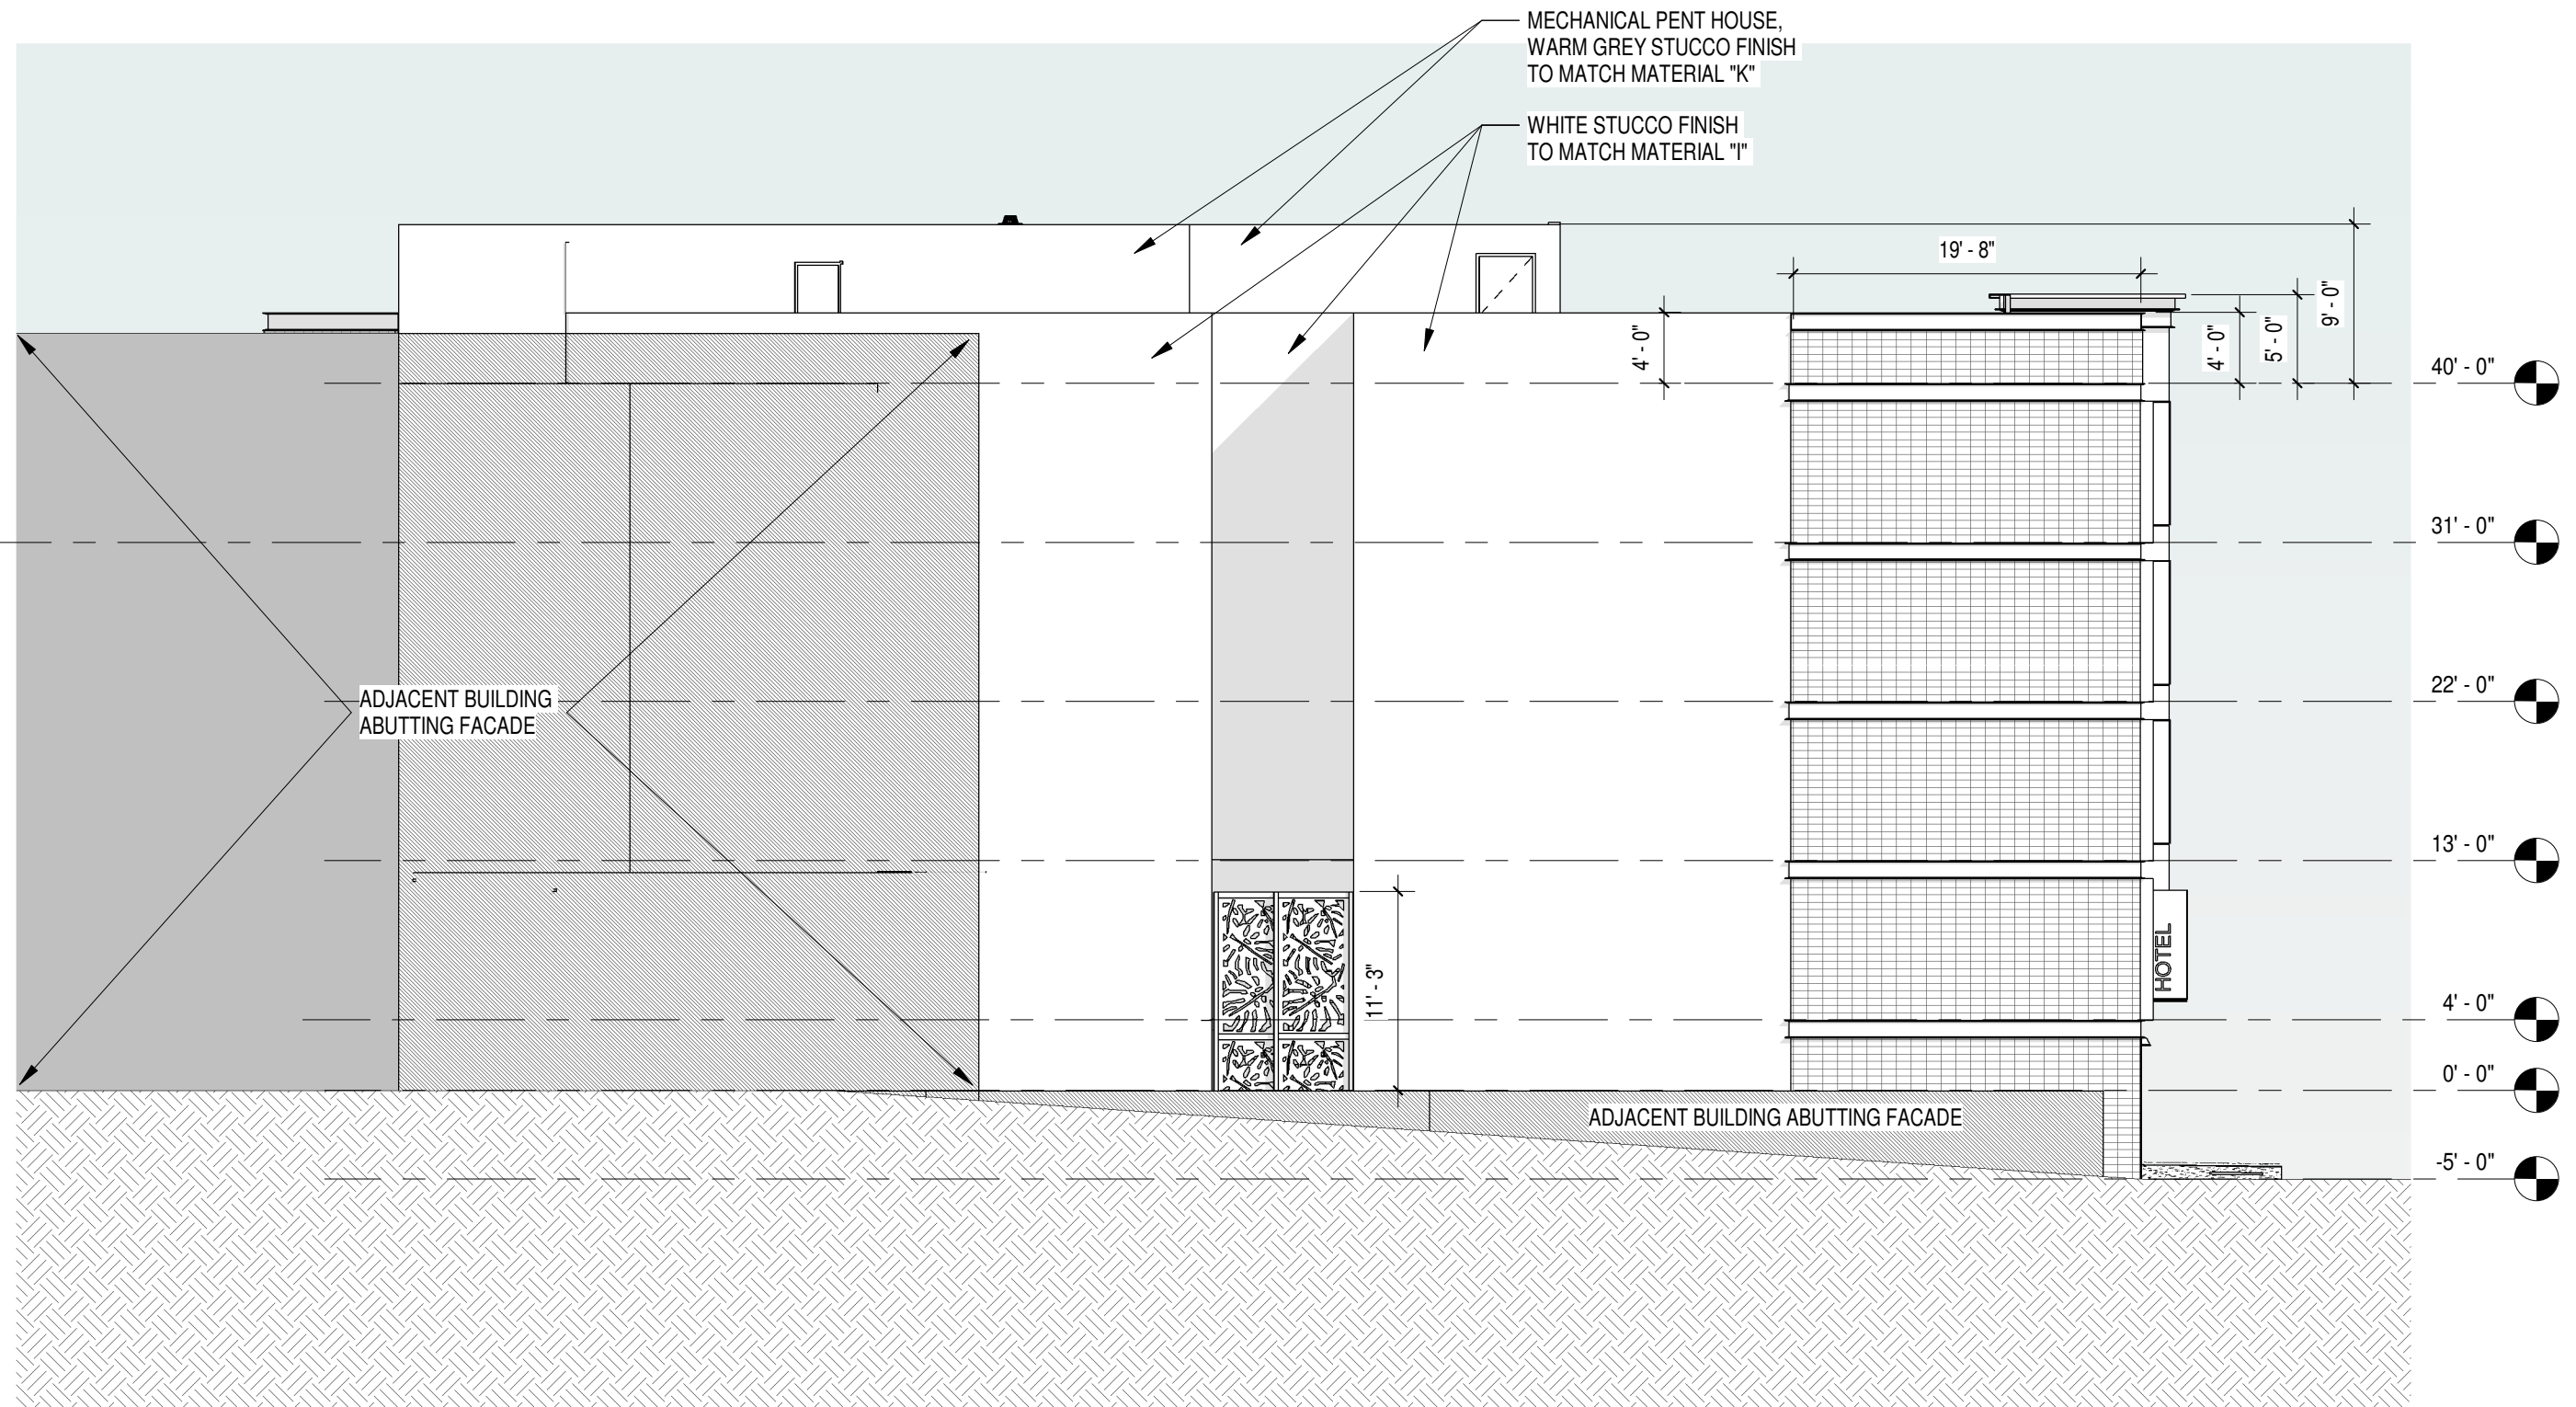 MECHANICAL PENT HOUSE,
WARM GREY STUCCO FINISH
TO MATCH MATERIAL "K"
WHITE STUCCO FINISH
TO MATCH MATERIAL "I"
19' - 8"
9' - 0"
5' - 0"
4' - 0"
4' - 0"
40' - 0"
31' - 0"
22' - 0"
ADJACENT BUILDING
ABUTTING FACADE
13' - 0"
HOTEL
11' - 3"
4' - 0"
0' - 0"
ADJACENT BUILDING ABUTTING FACADE
-5' - 0"